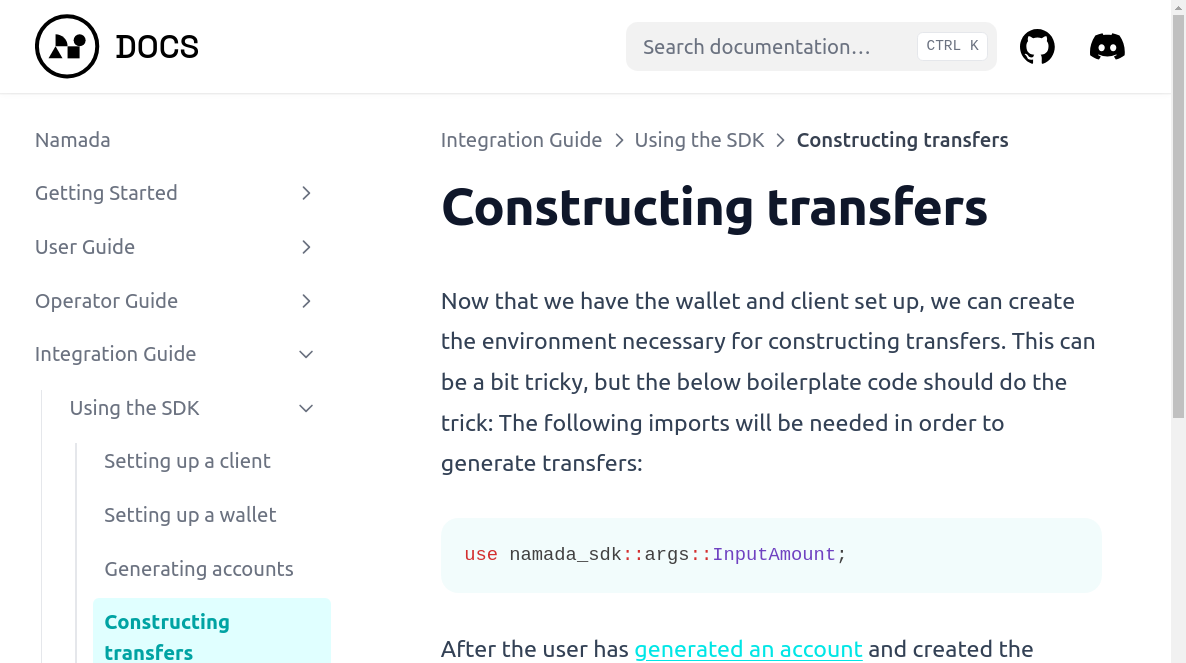 DOCS
Search documentation…
CTRL K
Namada
Getting Started
User Guide
Operator Guide
Integration Guide
Using the SDK
Setting up a client
Setting up a wallet
Generating accounts
Constructing
transfers
Integration Guide > Using the SDK > Constructing transfers
Constructing transfers
Now that we have the wallet and client set up, we can create
the environment necessary for constructing transfers. This can
be a bit tricky, but the below boilerplate code should do the
trick: The following imports will be needed in order to
generate transfers:
use namada_sdk::args::InputAmount;
After the user has generated an account and created the